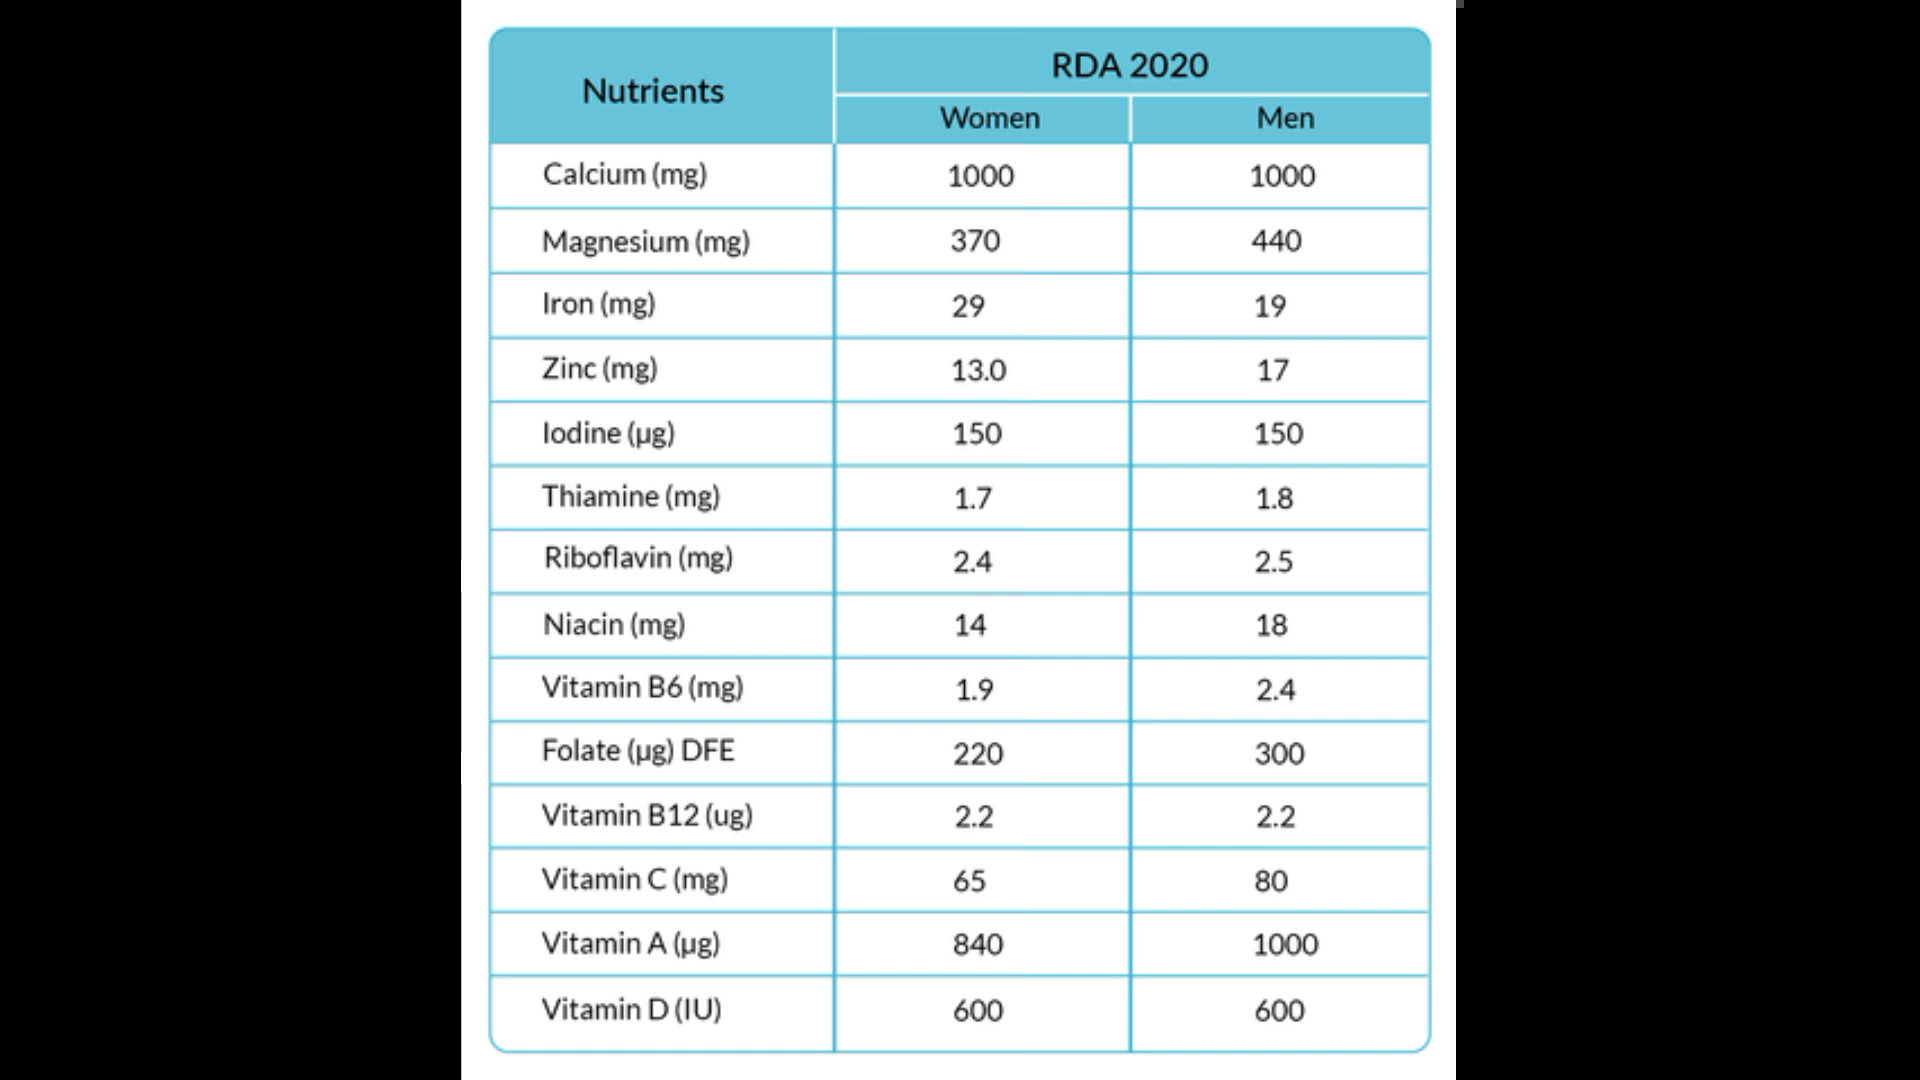 Nutrients
RDA 2020
Women Men
Calcium (mg) 1000 1000
Magnesium (mg) 370 440
Iron (mg) 29 19
Zinc (mg) 13.0 17
Iodine (µg) 150 150
Thiamine (mg) 1.7 1.8
Riboflavin (mg) 2.4 2.5
Niacin (mg) 14 18
Vitamin B6 (mg) 1.9 2.4
Folate (µg) DFE 220 300
Vitamin B12 (ug) 2.2 2.2
Vitamin C (mg) 65 80
Vitamin A (µg) 840 1000
Vitamin D (IU) 600 600